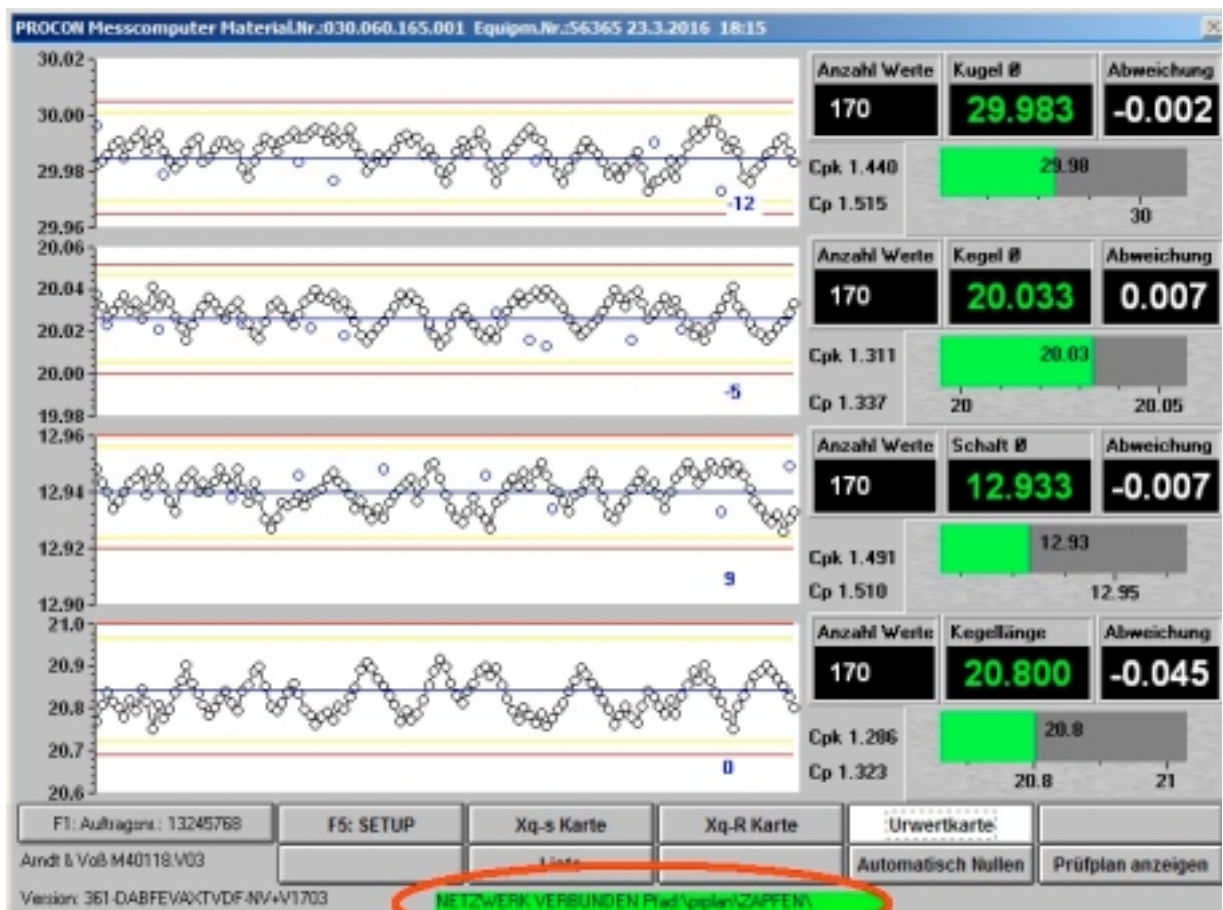 PROCON Messcomputer Material.Nr.:030.060.165.001 Equipm.Nr.:56365 23.3.2016 18:15
30.02
30.00
29.98
29.96
-12
Anzahl Werte Kugel Ø Abweichung
170 29.983 -0.002
Cpk 1.440
Cp 1.515
29.98
30
20.06
20.04
20.02
20.00
19.98
-5
Anzahl Werte Kegel Ø Abweichung
170 20.033 0.007
Cpk 1.311
Cp 1.337
20.03
20 20.05
12.96
12.94
12.92
12.90
9
Anzahl Werte Schaft Ø Abweichung
170 12.933 -0.007
Cpk 1.491
Cp 1.510
12.93
12.95
21.0
20.9
20.8
20.7
20.6
0
Anzahl Werte Kegellänge Abweichung
170 20.800 -0.045
Cpk 1.286
Cp 1.323
20.8
20.8 21
F1: Auftragsnr.: 13245768 F5: SETUP Xq-s Karte Xq-R Karte Urwertkarte
Arndt & Voß M40118.V03 Automatisch Nullen Prüfplan anzeigen
Version: 361-DABFEVAXTVDF-NV+V1703 NETZWERK VERBUNDEN Pfad:\prplan\ZAPFEN\